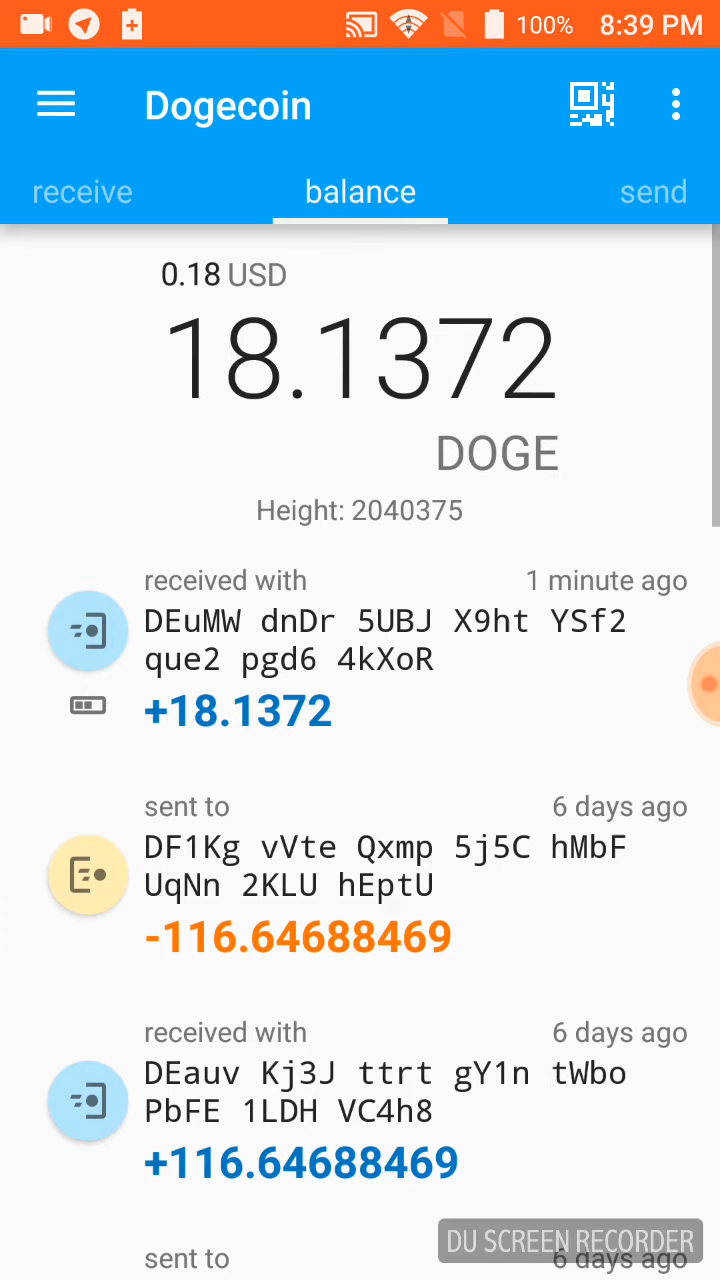 100% 8:39 PM
Dogecoin
receive balance send
0.18 USD
18.1372
DOGE
Height: 2040375
received with 1 minute ago
DEuMW dnDr 5UBJ X9ht YSf2
que2 pgd6 4kXoR
+18.1372
sent to 6 days ago
DF1Kg vVte Qxmp 5j5C hMbF
UqNn 2KLU hEptU
-116.64688469
received with 6 days ago
DEauv Kj3J ttrt gY1n tWbo
PbFE 1LDH VC4h8
+116.64688469
DU SCREEN RECORDER
sent to 6 days ago